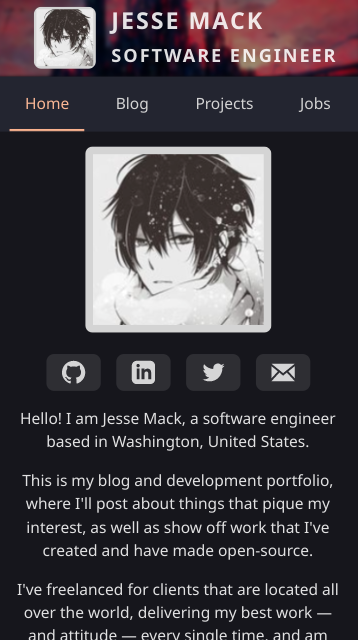 JESSE MACK
SOFTWARE ENGINEER
Home Blog Projects Jobs
Hello! I am Jesse Mack, a software engineer
based in Washington, United States.
This is my blog and development portfolio,
where I'll post about things that pique my
interest, as well as show off work that I've
created and have made open-source.
I've freelanced for clients that are located all
over the world, delivering my best work —
and attitude — every single time, and am